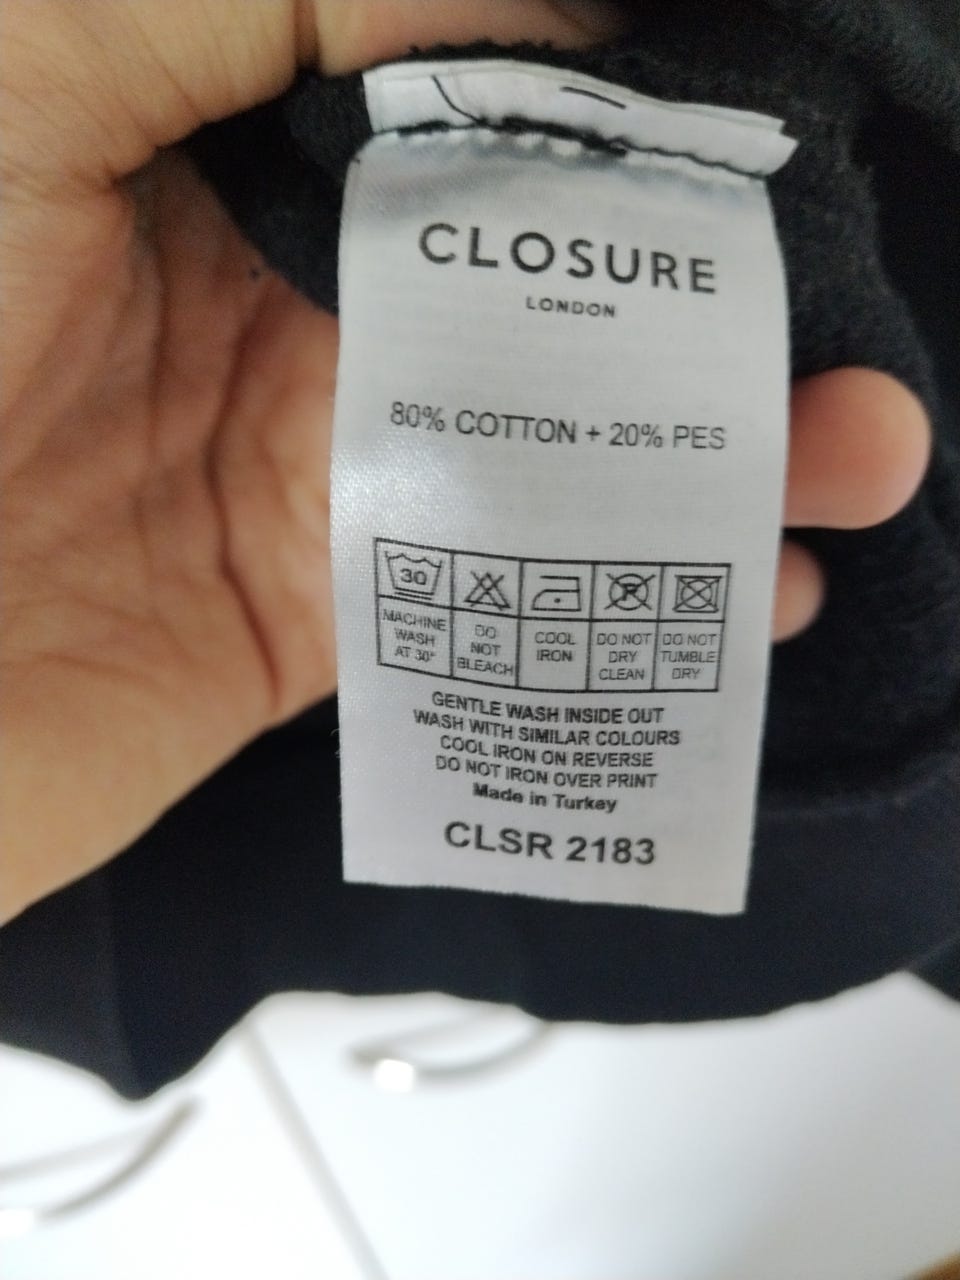 CLOSURE
LONDON
80% COTTON + 20% PES
30
P
MACHINE WASH AT 30°
DO NOT BLEACH
COOL IRON
DO NOT DRY CLEAN
DO NOT TUMBLE DRY
GENTLE WASH INSIDE OUT
WASH WITH SIMILAR COLOURS
COOL IRON ON REVERSE
DO NOT IRON OVER PRINT
Made in Turkey
CLSR 2183